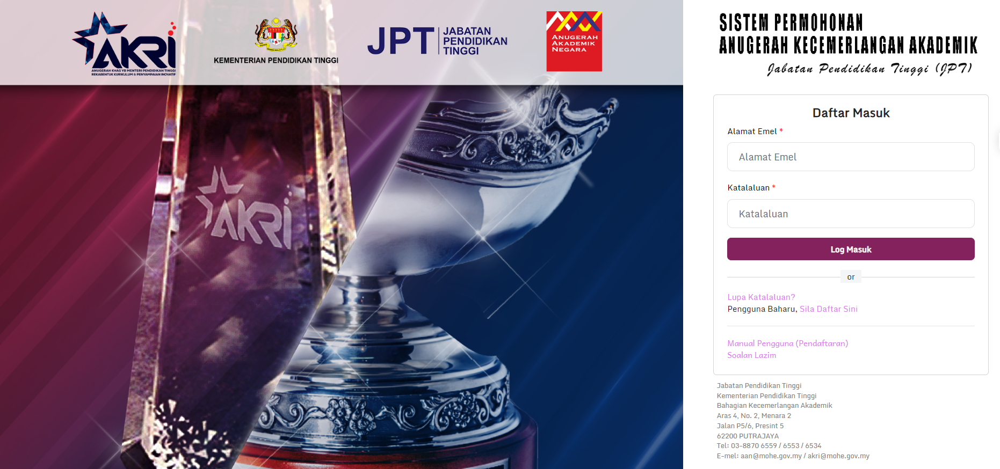 AKRI
ANUGERAH KHAS YB MENTERI PENDIDIKAN TINGGI
REKABENTUK KURIKULUM & PENYAMPAIAN INOVATIF
KEMENTERIAN PENDIDIKAN TINGGI
JPT
JABATAN
PENDIDIKAN
TINGGI
ANUGERAH
AKADEMIK
NEGARA
AKRI
SISTEM PERMOHONAN
ANUGERAH KECEMERLANGAN AKADEMIK
Jabatan Pendidikan Tinggi (JPT)
Daftar Masuk
Alamat Emel *
Alamat Emel
Katalaluan *
Katalaluan
Log Masuk
or
Lupa Katalaluan?
Pengguna Baharu, Sila Daftar Sini
Manual Pengguna (Pendaftaran)
Soalan Lazim
Jabatan Pendidikan Tinggi
Kementerian Pendidikan Tinggi
Bahagian Kecemerlangan Akademik
Aras 4, No. 2, Menara 2
Jalan P5/6, Presint 5
62200 PUTRAJAYA
Tel: 03-8870 6559 / 6553 / 6534
E-mel: aan@mohe.gov.my / akri@mohe.gov.my